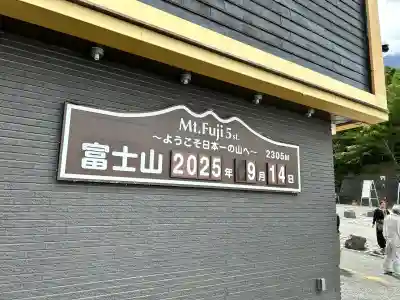 Mt.Fuji 5st.
～ようこそ日本一の山へ～ 2305M
富士山 2025年 9月14日